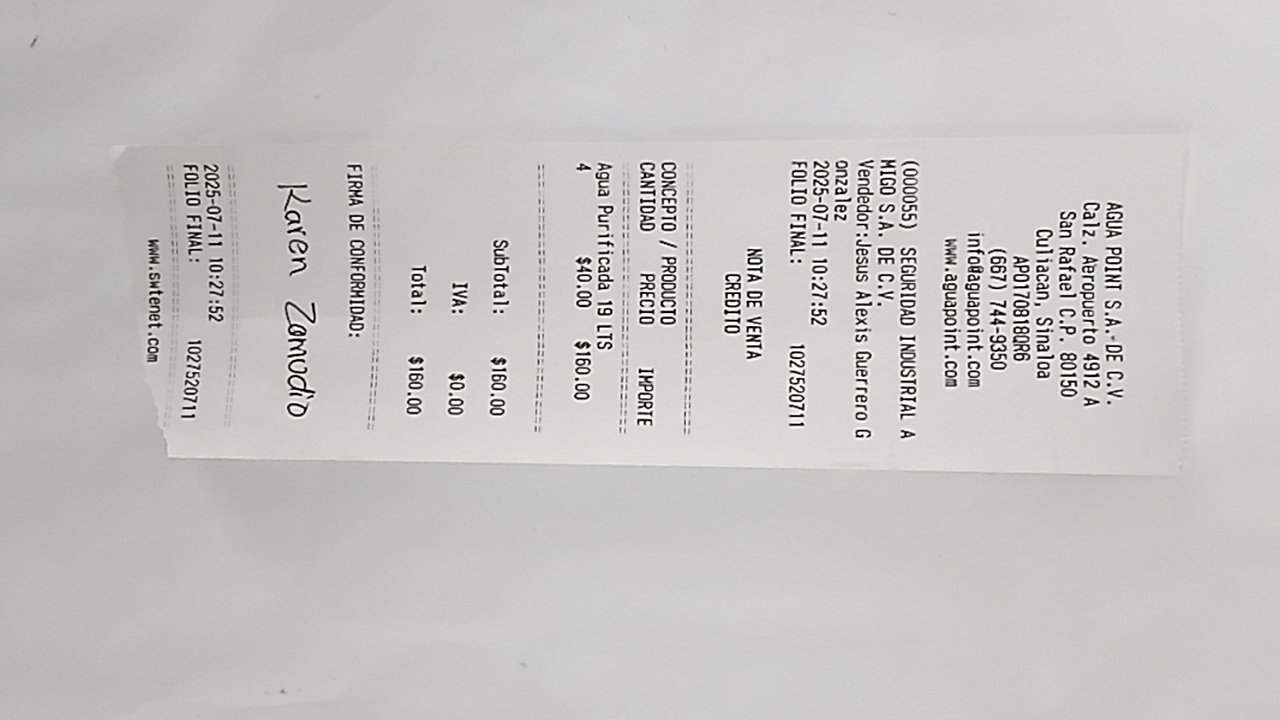 AGUA POINT S.A. DE C.V.
Calz. Aeropuerto 4912 A
San Rafael C.P. 80150
Culiacan, Sinaloa
APO170818QR6
(667) 744-9350
info@aguapoint.com
www.aguapoint.com
(000055) SEGURIDAD INDUSTRIAL A
MIGO S.A. DE C.V.
Vendedor:Jesus Alexis Guerrero G
onzalez
2025-07-11 10:27:52
FOLIO FINAL: 1027520711
NOTA DE VENTA
CREDITO
CONCEPTO / PRODUCTO
CANTIDAD PRECIO IMPORTE
Agua Purificada 19 LTS
4 $40.00 $160.00
SubTotal: $160.00
IVA: $0.00
Total: $160.00
FIRMA DE CONFORMIDAD:
Karen Zamudio
2025-07-11 10:27:52
FOLIO FINAL: 1027520711
www.swtenet.com